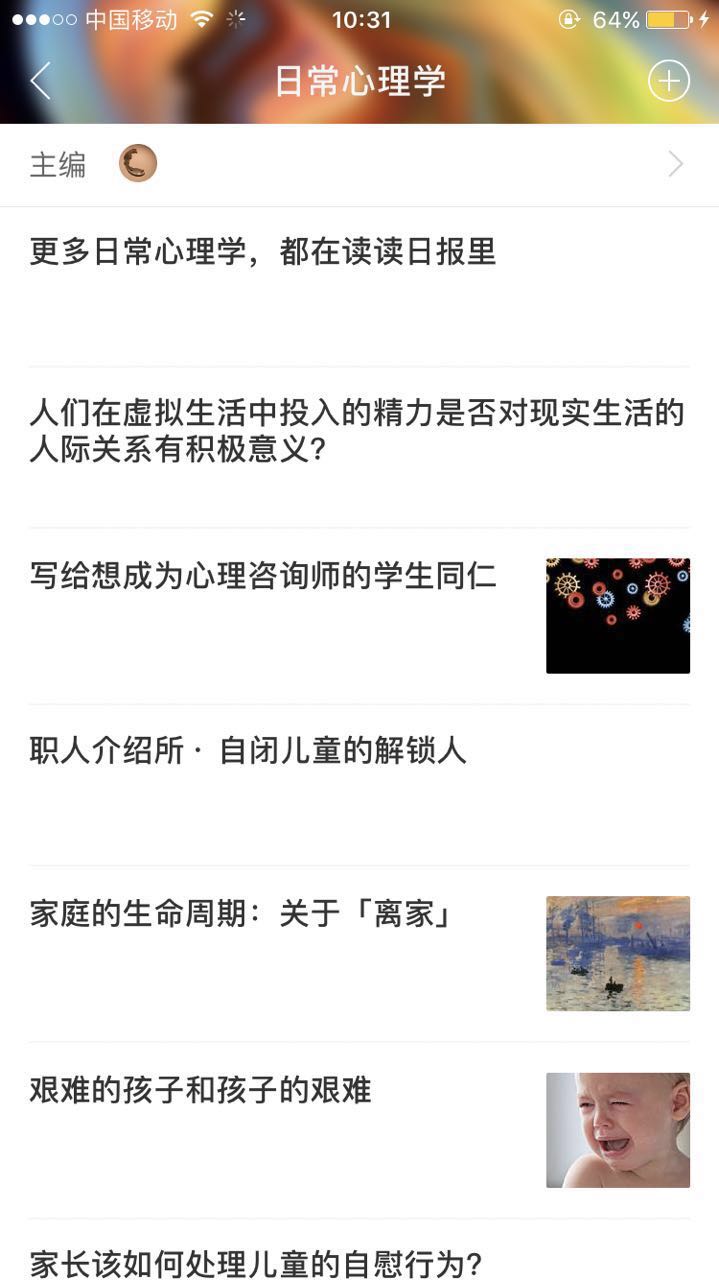 中国移动 10:31 64%
日常心理学
主编
更多日常心理学，都在读读日报里
人们在虚拟生活中投入的精力是否对现实生活的
人际关系有积极意义？
写给想成为心理咨询师的学生同仁
职人介绍所 · 自闭儿童的解锁人
家庭的生命周期：关于「离家」
艰难的孩子和孩子的艰难
家长该如何处理儿童的自慰行为？